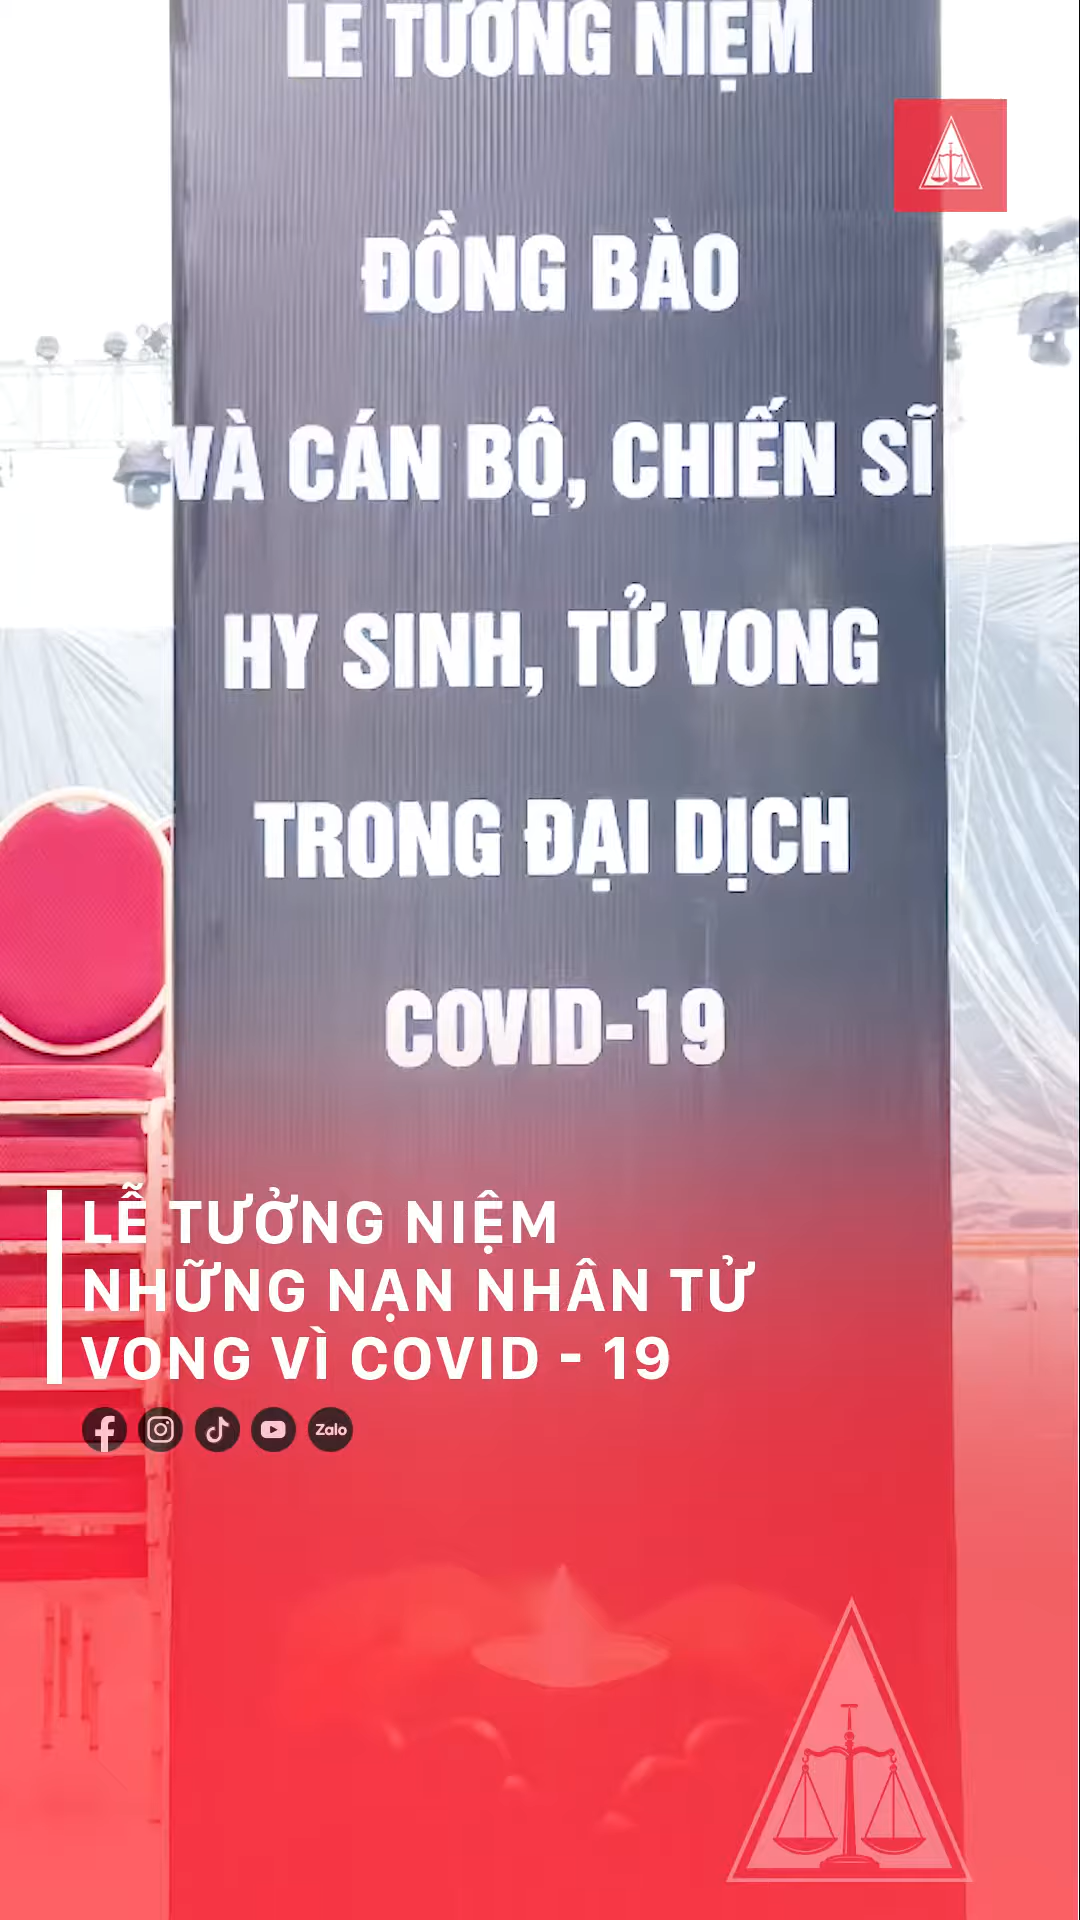 LỄ TƯỞNG NIỆM
ĐỒNG BÀO
VÀ CÁN BỘ, CHIẾN SĨ
HY SINH, TỬ VONG
TRONG ĐẠI DỊCH
COVID-19
LỄ TƯỞNG NIỆM
NHỮNG NẠN NHÂN TỬ
VONG VÌ COVID - 19
Zalo